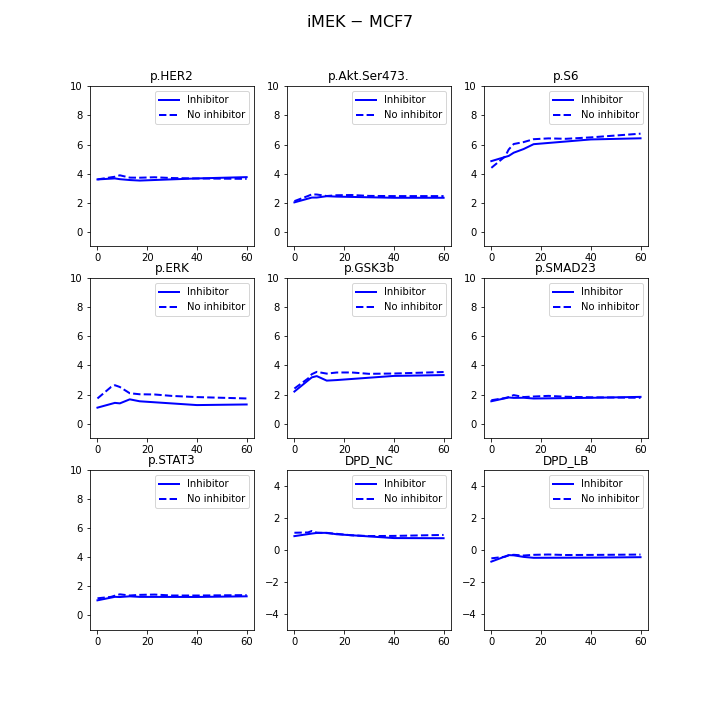 iMEK − MCF7
p.HER2
p.Akt.Ser473.
p.S6
10
8
6
4
2
0
Inhibitor
No inhibitor
0 20 40 60
10
8
6
4
2
0
Inhibitor
No inhibitor
0 20 40 60
10
8
6
4
2
0
Inhibitor
No inhibitor
0 20 40 60
p.ERK
p.GSK3b
p.SMAD23
10
8
6
4
2
0
Inhibitor
No inhibitor
0 20 40 60
10
8
6
4
2
0
Inhibitor
No inhibitor
0 20 40 60
10
8
6
4
2
0
Inhibitor
No inhibitor
0 20 40 60
p.STAT3
DPD_NC
DPD_LB
10
8
6
4
2
0
Inhibitor
No inhibitor
0 20 40 60
4
2
0
−2
−4
Inhibitor
No inhibitor
0 20 40 60
4
2
0
−2
−4
Inhibitor
No inhibitor
0 20 40 60